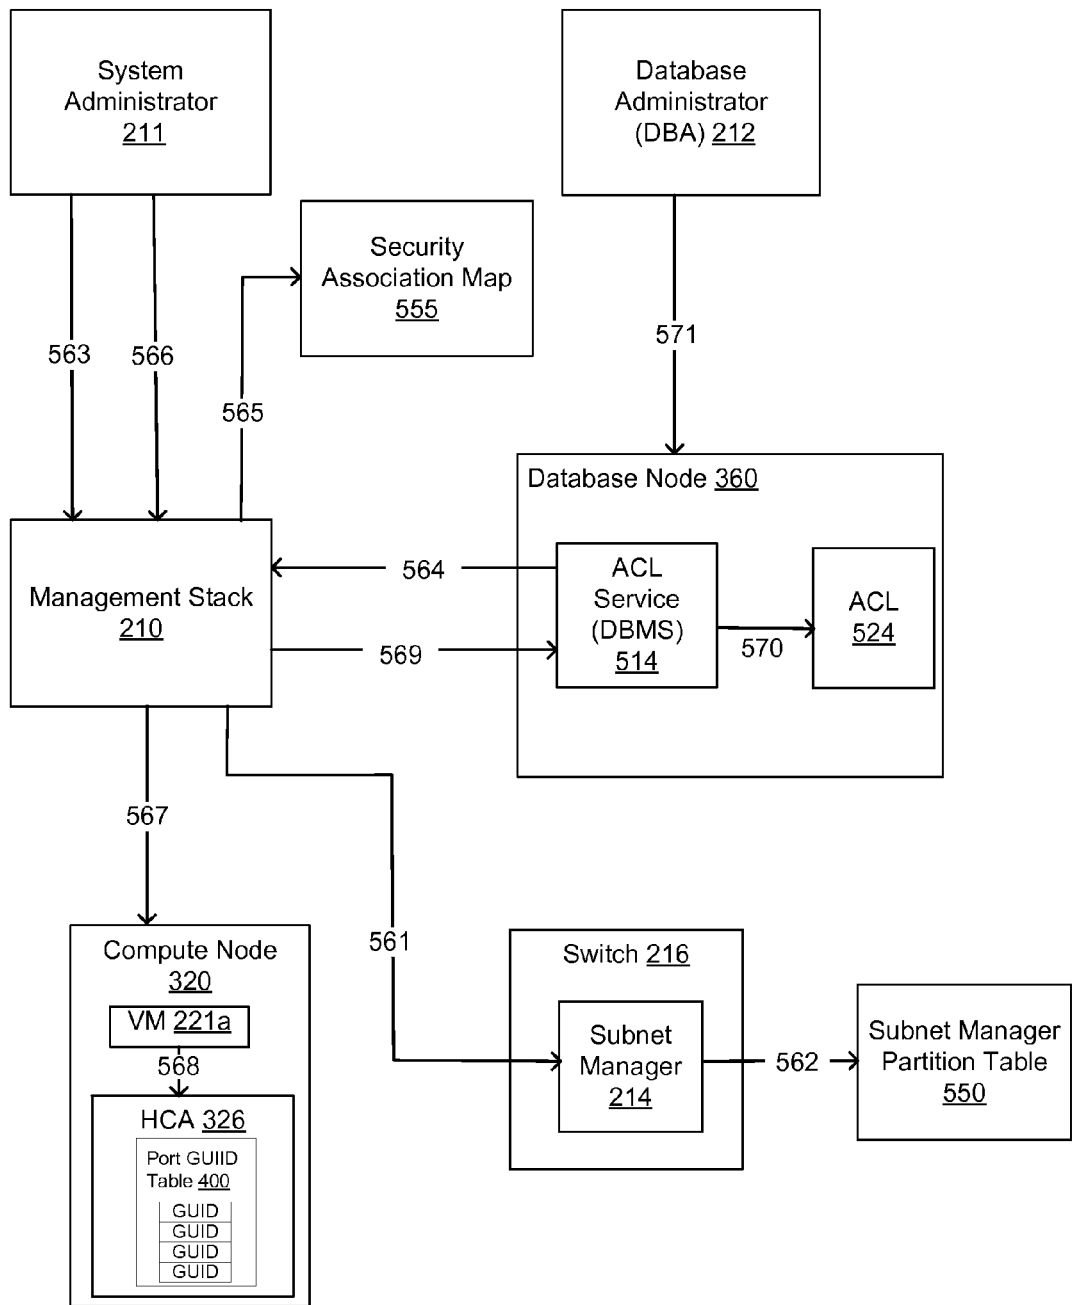 System
Administrator
211
Database
Administrator
(DBA) 212
Security
Association Map
555
563
566
565
571
Management Stack
210
Database Node 360
ACL
Service
(DBMS)
514
ACL
524
564
569
570
567
561
Compute Node
320
VM 221a
568
HCA 326
Port GUIID
Table 400
GUID
GUID
GUID
GUID
Switch 216
Subnet
Manager
214
562
Subnet Manager
Partition Table
550